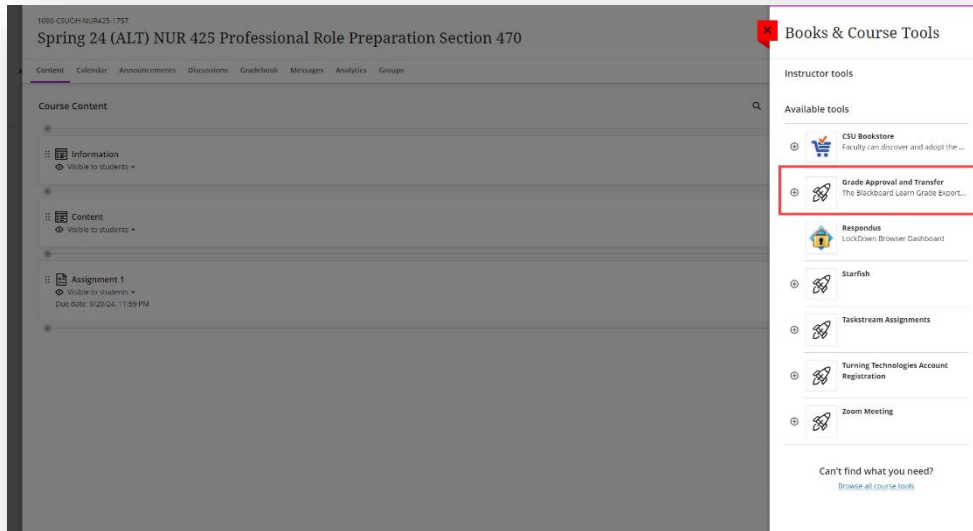 1090-CSUOH-NUR425-1757
Spring 24 (ALT) NUR 425 Professional Role Preparation Section 470
Content Calendar Announcements Discussions Gradebook Messages Analytics Groups
Course Content
Information
Visible to students
Content
Visible to students
Assignment 1
Visible to students
Due date: 9/20/24, 11:59 PM
Books & Course Tools
Instructor tools
Available tools
CSU Bookstore
Faculty can discover and adopt the ...
Grade Approval and Transfer
The Blackboard Learn Grade Export...
Respondus
LockDown Browser Dashboard
Starfish
Taskstream Assignments
Turning Technologies Account
Registration
Zoom Meeting
Can't find what you need?
Browse all course tools